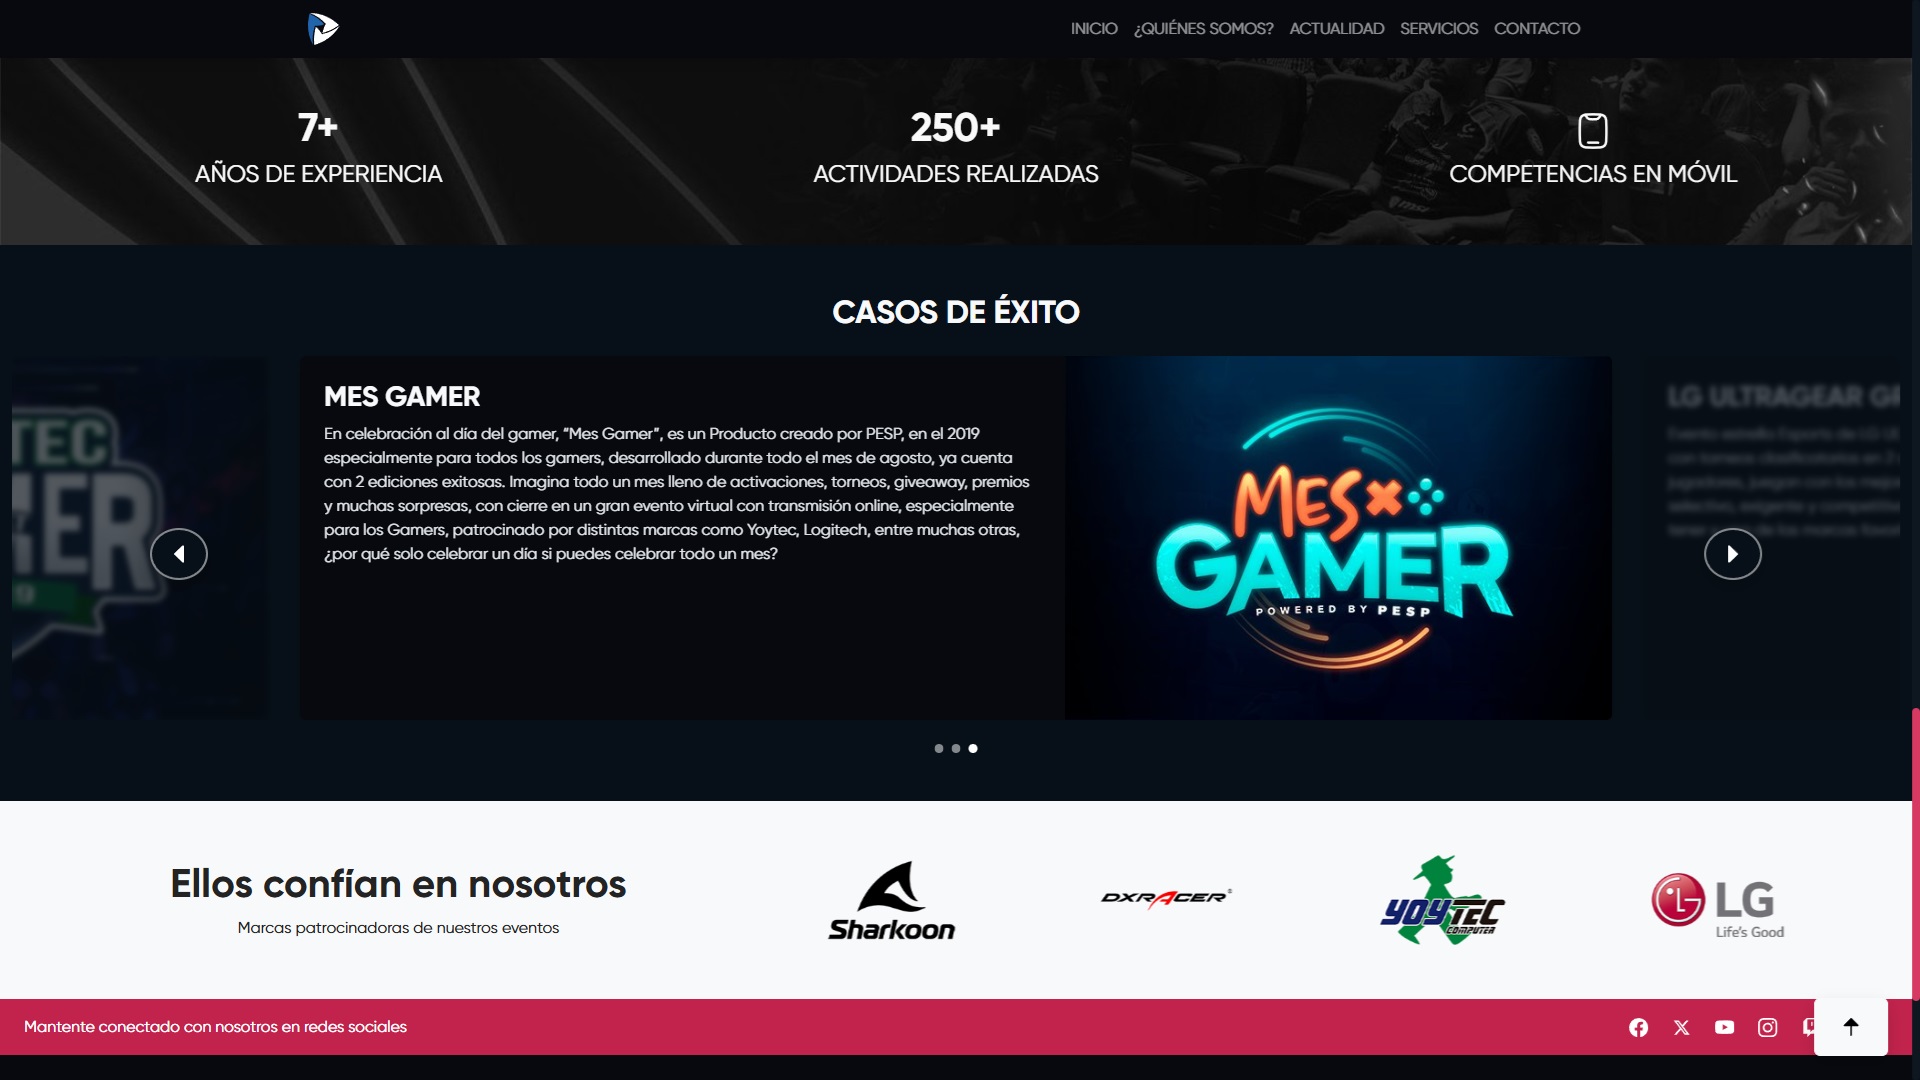 INICIO ¿QUIÉNES SOMOS? ACTUALIDAD SERVICIOS CONTACTO
7+
AÑOS DE EXPERIENCIA
250+
ACTIVIDADES REALIZADAS
COMPETENCIAS EN MÓVIL
CASOS DE ÉXITO
MES GAMER
En celebración al día del gamer, “Mes Gamer”, es un Producto creado por PESP, en el 2019
especialmente para todos los gamers, desarrollado durante todo el mes de agosto, ya cuenta
con 2 ediciones exitosas. Imagina todo un mes lleno de activaciones, torneos, giveaway, premios
y muchas sorpresas, con cierre en un gran evento virtual con transmisión online, especialmente
para los Gamers, patrocinado por distintas marcas como Yoytec, Logitech, entre muchas otras,
¿por qué solo celebrar un día si puedes celebrar todo un mes?
MES
GAMER
POWERED BY PESP
LG ULTRAGEAR
Ellos confían en nosotros
Marcas patrocinadoras de nuestros eventos
Sharkoon
DXRACER®
YOYTEC
COMPUTER
LG
Life's Good
Mantente conectado con nosotros en redes sociales